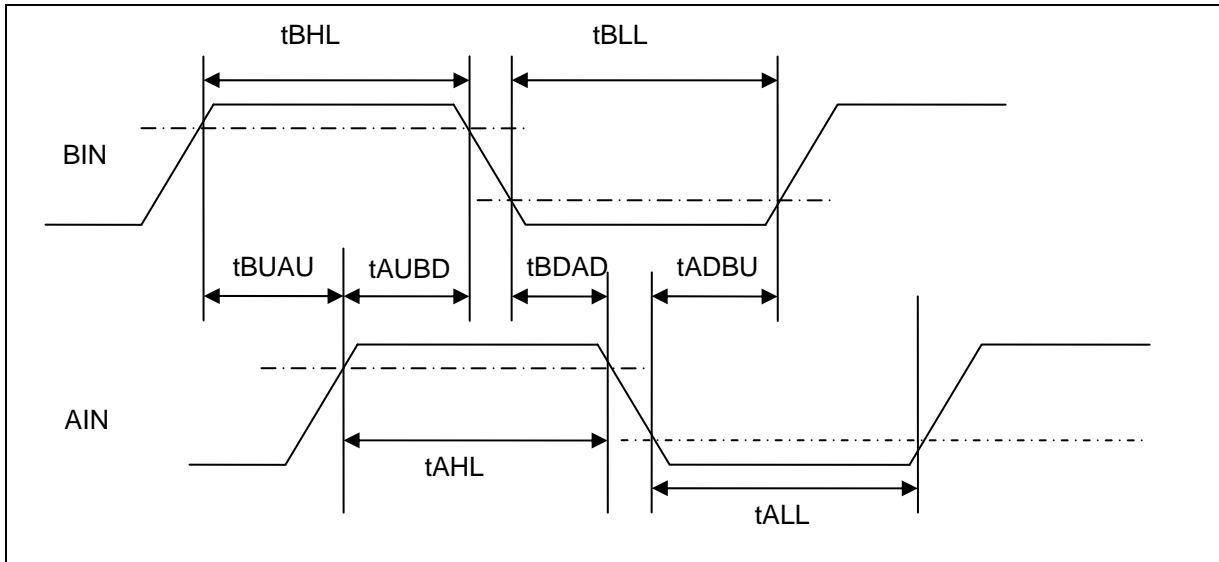 tBHL
tBLL
BIN
tBUAU
tAUBD
tBDAD
tADBU
AIN
tAHL
tALL